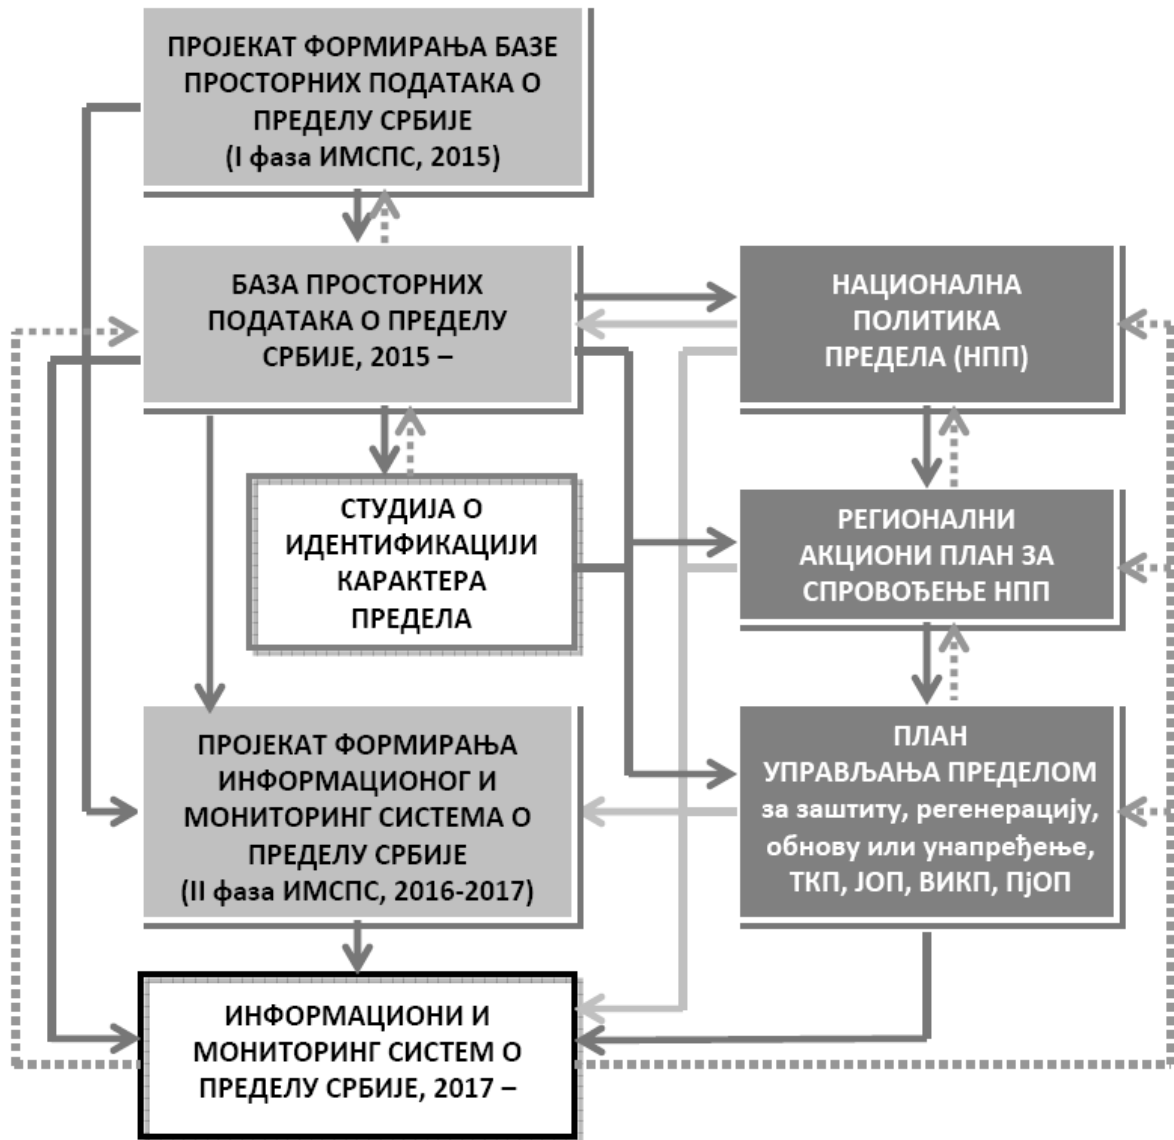 ПРОЈЕКАТ ФОРМИРАЊА БАЗЕ
ПРОСТОРНИХ ПОДАТАКА О
ПРЕДЕЛУ СРБИЈЕ
(I фаза ИМСПС, 2015)
БАЗА ПРОСТОРНИХ
ПОДАТАКА О ПРЕДЕЛУ
СРБИЈЕ, 2015 –
НАЦИОНАЛНА
ПОЛИТИКА
ПРЕДЕЛА (НПП)
СТУДИЈА О
ИДЕНТИФИКАЦИЈИ
КАРАКТЕРА
ПРЕДЕЛА
РЕГИОНАЛНИ
АКЦИОНИ ПЛАН ЗА
СПРОВОЂЕЊЕ НПП
ПРОЈЕКАТ ФОРМИРАЊА
ИНФОРМАЦИОНОГ И
МОНИТОРИНГ СИСТЕМА О
ПРЕДЕЛУ СРБИЈЕ
(II фаза ИМСПС, 2016-2017)
ПЛАН
УПРАВЉАЊА ПРЕДЕЛОМ
за заштиту, регенерацију,
обнову или унапређење,
ТКП, ЈОП, ВИКП, ПјОП
ИНФОРМАЦИОНИ И
МОНИТОРИНГ СИСТЕМ О
ПРЕДЕЛУ СРБИЈЕ, 2017 –